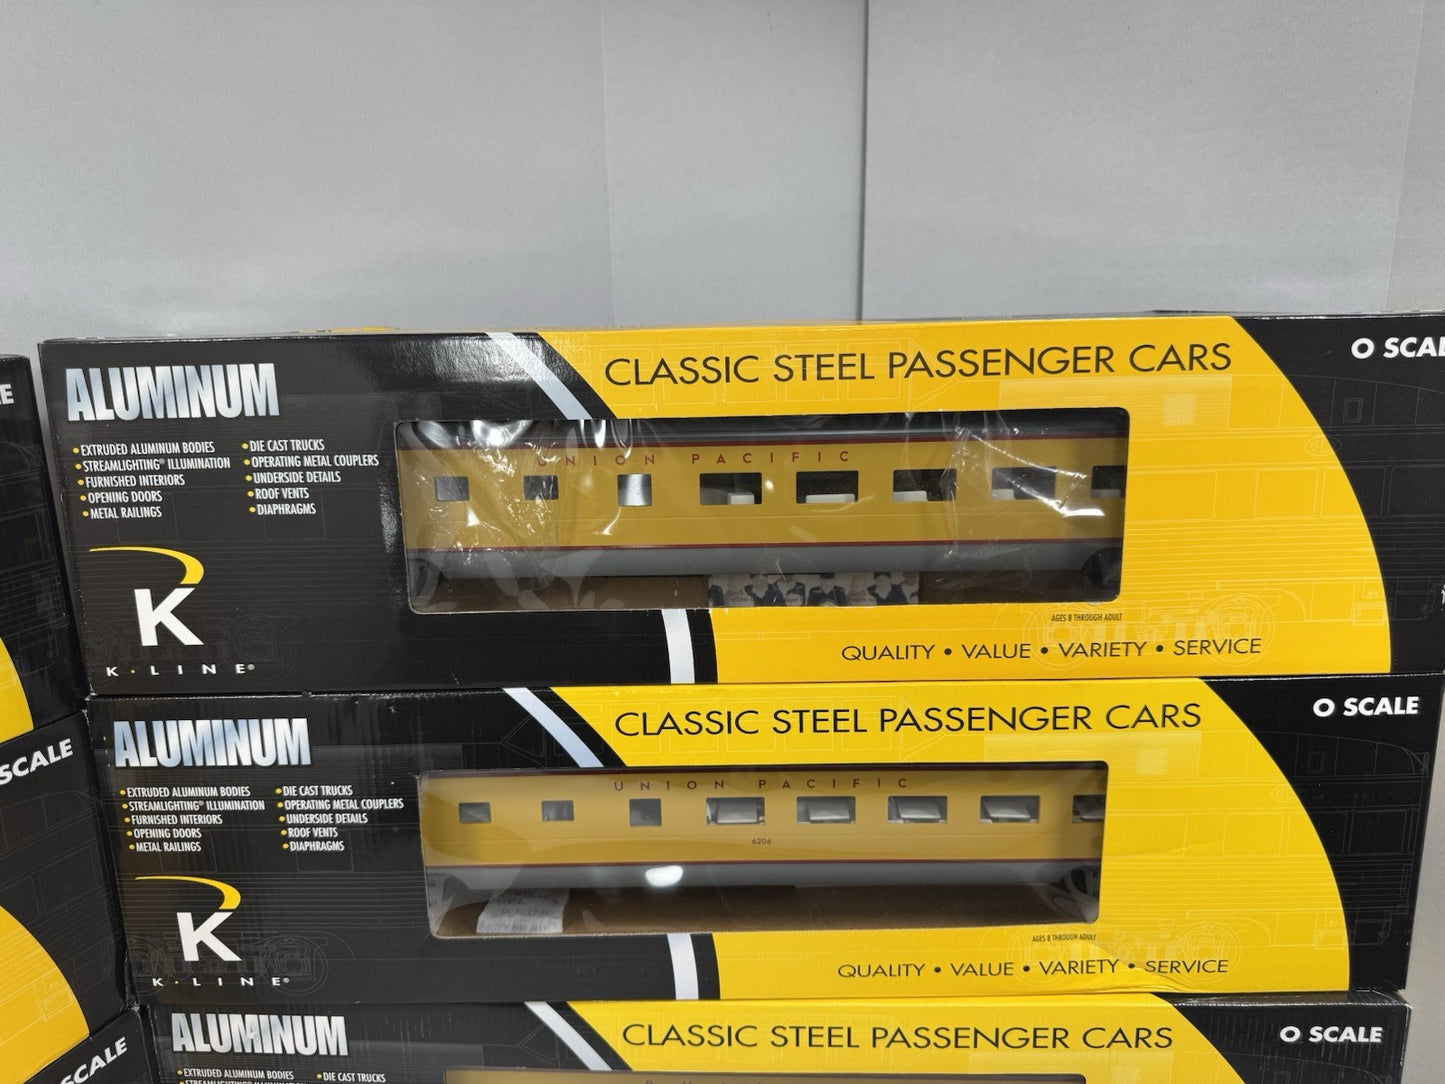 ALUMINUM
•EXTRUDED ALUMINUM BODIES
•STREAMLIGHTING® ILLUMINATION
•FURNISHED INTERIORS
•OPENING DOORS
•METAL RAILINGS
•DIE CAST TRUCKS
•OPERATING METAL COUPLERS
•UNDERSIDE DETAILS
•ROOF VENTS
•DIAPHRAGMS
K
K·LINE®
CLASSIC STEEL PASSENGER CARS
O SCAL
UNION PACIFIC
AGES 8 THROUGH ADULT
QUALITY • VALUE • VARIETY • SERVICE
ALUMINUM
•EXTRUDED ALUMINUM BODIES
•STREAMLIGHTING® ILLUMINATION
•FURNISHED INTERIORS
•OPENING DOORS
•METAL RAILINGS
•DIE CAST TRUCKS
•OPERATING METAL COUPLERS
•UNDERSIDE DETAILS
•ROOF VENTS
•DIAPHRAGMS
K
K·LINE®
CLASSIC STEEL PASSENGER CARS
O SCALE
UNION PACIFIC
6206
AGES 8 THROUGH ADULT
QUALITY • VALUE • VARIETY • SERVICE
ALUMINUM
•EXTRUDED ALUMINUM BODIES
•DIE CAST TRUCKS
CLASSIC STEEL PASSENGER CARS
O SCALE
E
SCALE
SCALE